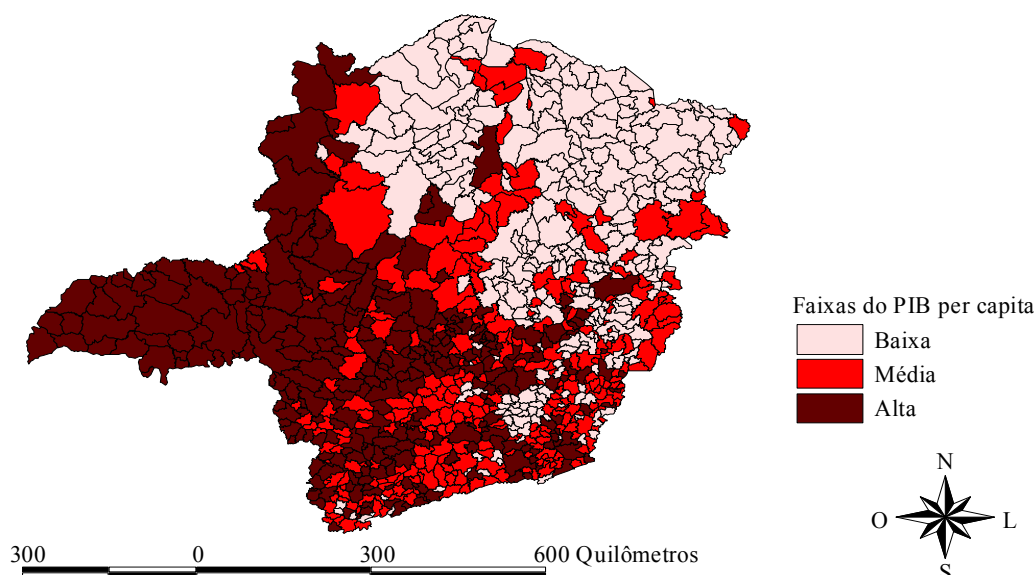 Faixas do PIB per capita
Baixa
Média
Alta
N
O L
S
300 0 300 600 Quilômetros